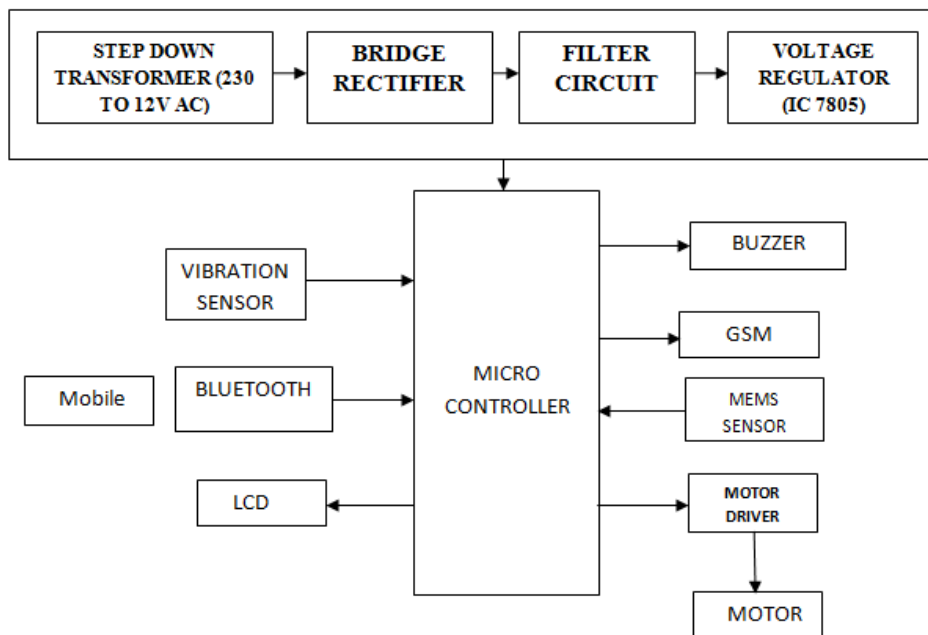 STEP DOWN
TRANSFORMER (230
TO 12V AC)
BRIDGE
RECTIFIER
FILTER
CIRCUIT
VOLTAGE
REGULATOR
(IC 7805)
VIBRATION
SENSOR
Mobile
BLUETOOTH
LCD
MICRO
CONTROLLER
BUZZER
GSM
MEMS
SENSOR
MOTOR
DRIVER
MOTOR